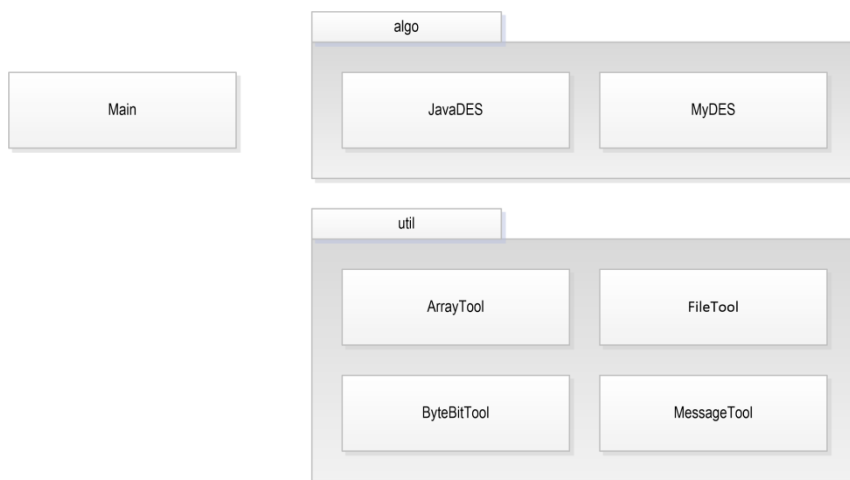 algo
Main
JavaDES
MyDES
util
ArrayTool
FileTool
ByteBitTool
MessageTool